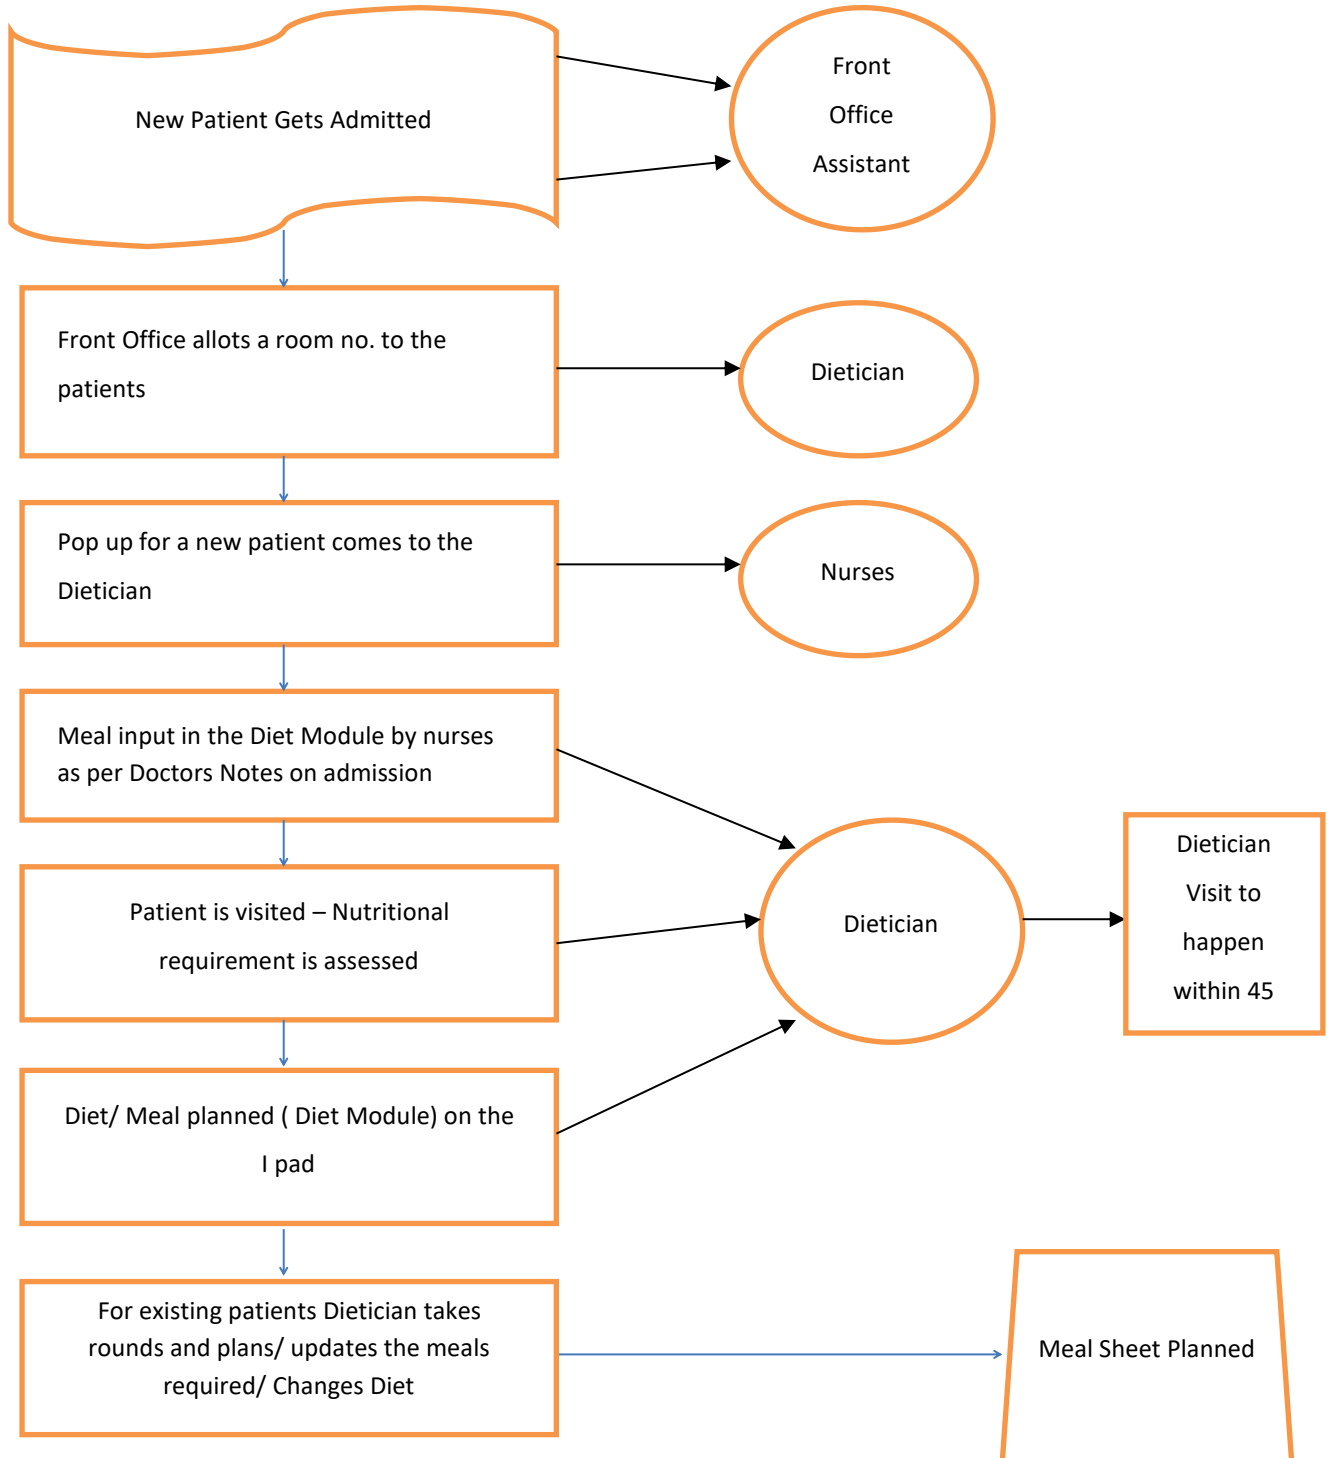 New Patient Gets Admitted
Front
Office
Assistant
Front Office allots a room no. to the
patients
Dietician
Pop up for a new patient comes to the
Dietician
Nurses
Meal input in the Diet Module by nurses
as per Doctors Notes on admission
Patient is visited – Nutritional
requirement is assessed
Dietician
Dietician
Visit to
happen
within 45
Diet/ Meal planned ( Diet Module) on the
I pad
For existing patients Dietician takes
rounds and plans/ updates the meals
required/ Changes Diet
Meal Sheet Planned